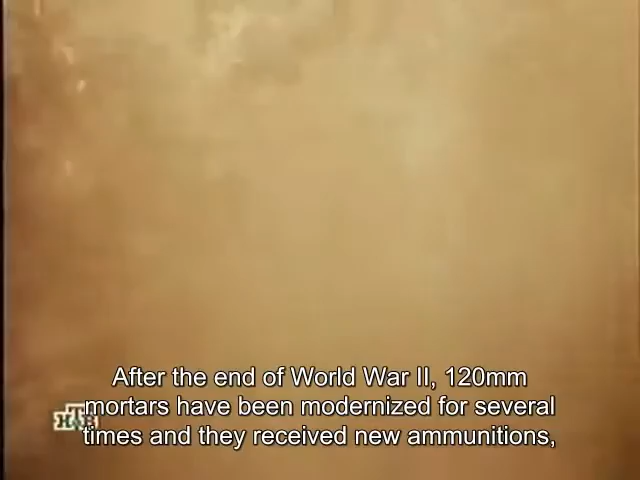 After the end of World War II, 120mm
mortars have been modernized for several
times and they received new ammunitions,
НТВ